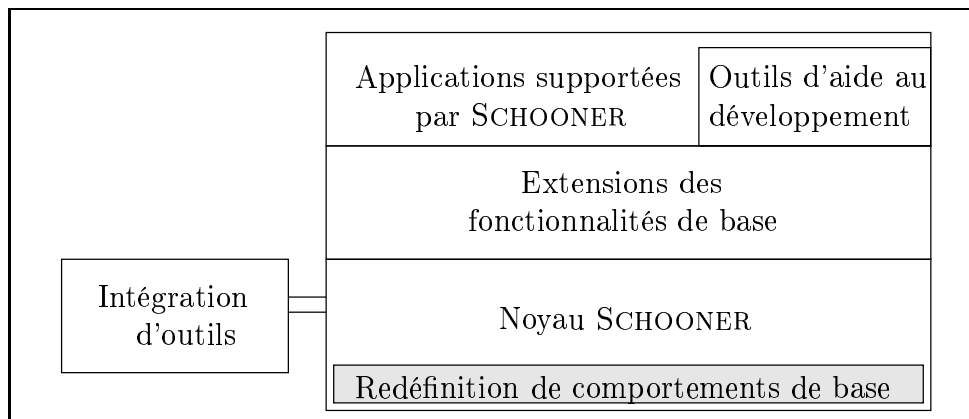 Applications supportées
par SCHOONER
Outils d'aide au
développement
Extensions des
fonctionnalités de base
Intégration
d'outils
Noyau SCHOONER
Redéfinition de comportements de base